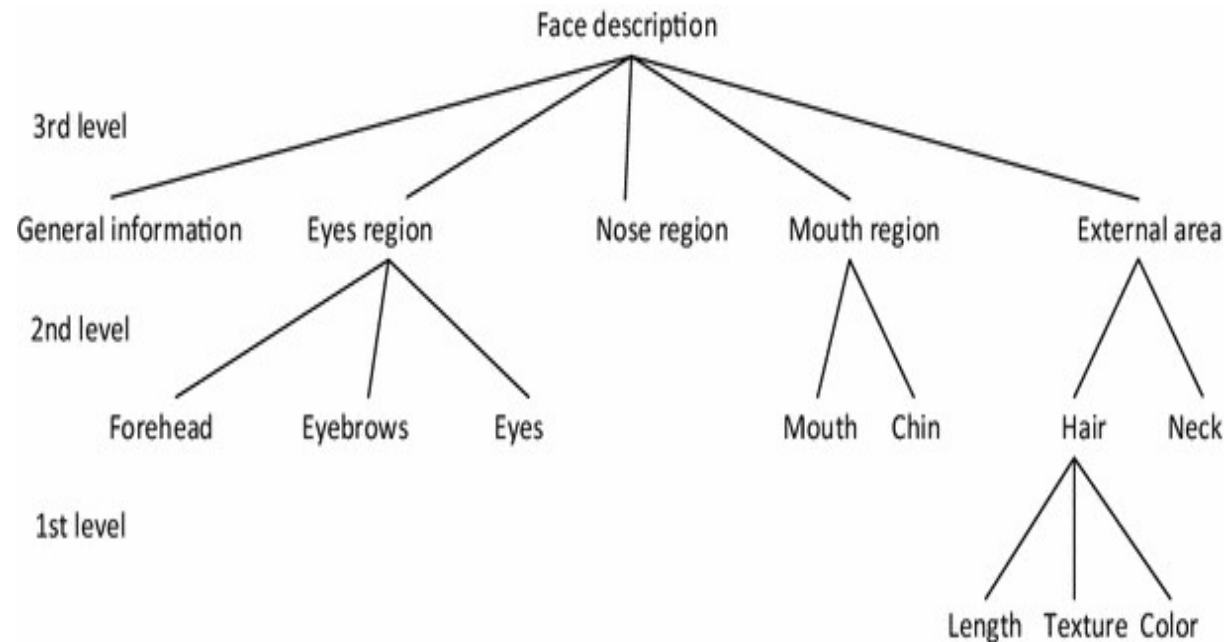 Face description
3rd level
General information Eyes region Nose region Mouth region External area
2nd level
Forehead Eyebrows Eyes Mouth Chin Hair Neck
1st level
Length Texture Color